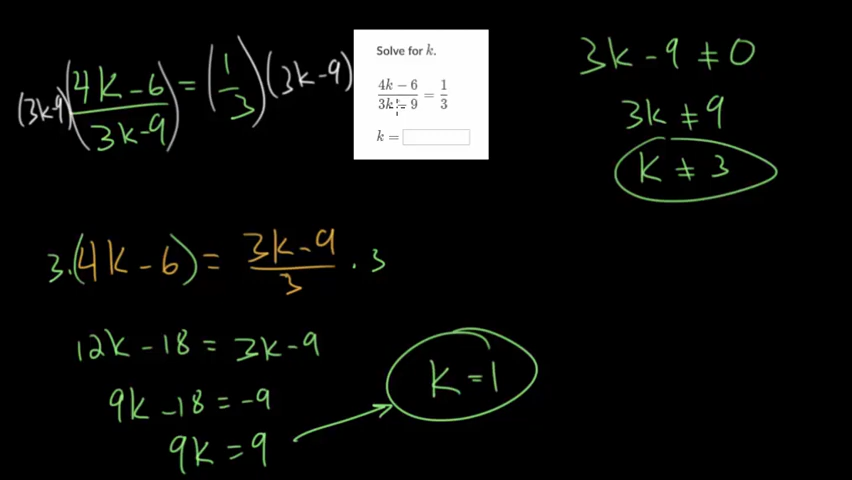 (3k-9)((4k-6)/(3k-9)) = (1/3)(3k-9)
Solve for k.
(4k − 6)/(3k − 9) = 1/3
k =
3k - 9 ≠ 0
3k ≠ 9
k ≠ 3
3·(4k - 6) = (3k - 9)/3 · 3
12k - 18 = 3k - 9
9k - 18 = -9
9k = 9
k = 1